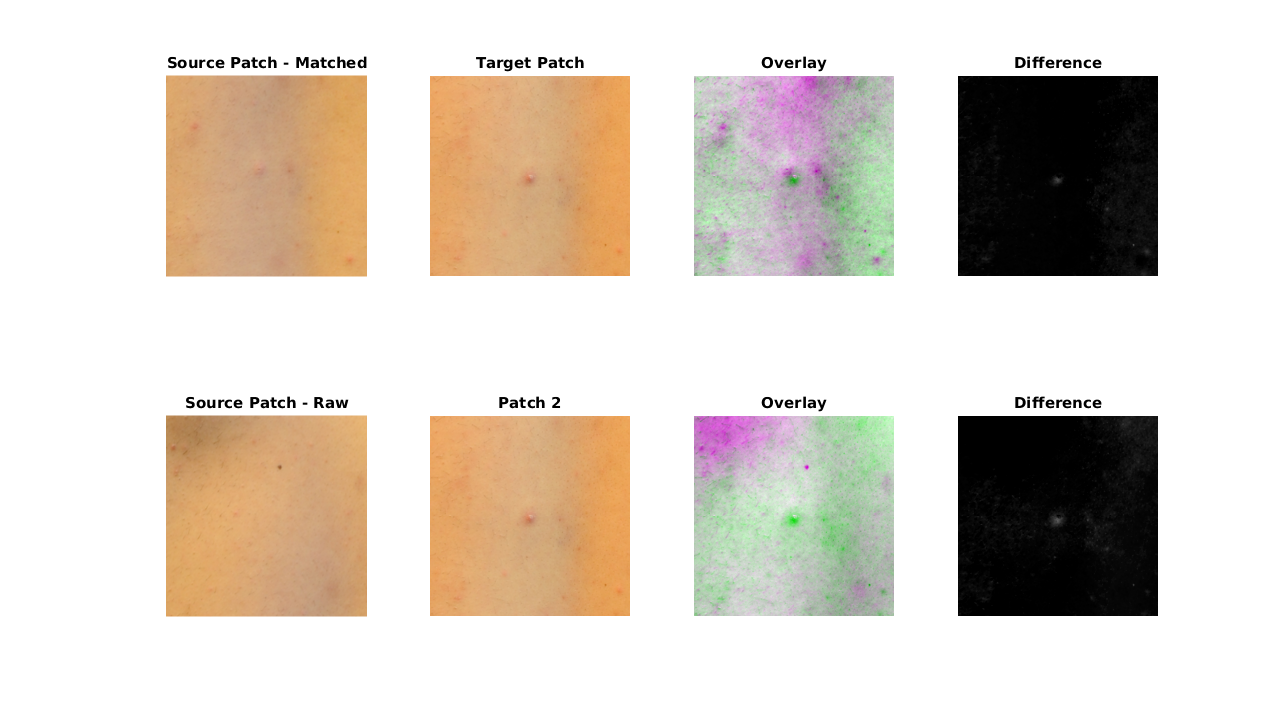 Source Patch - Matched
Target Patch
Overlay
Difference
Source Patch - Raw
Patch 2
Overlay
Difference